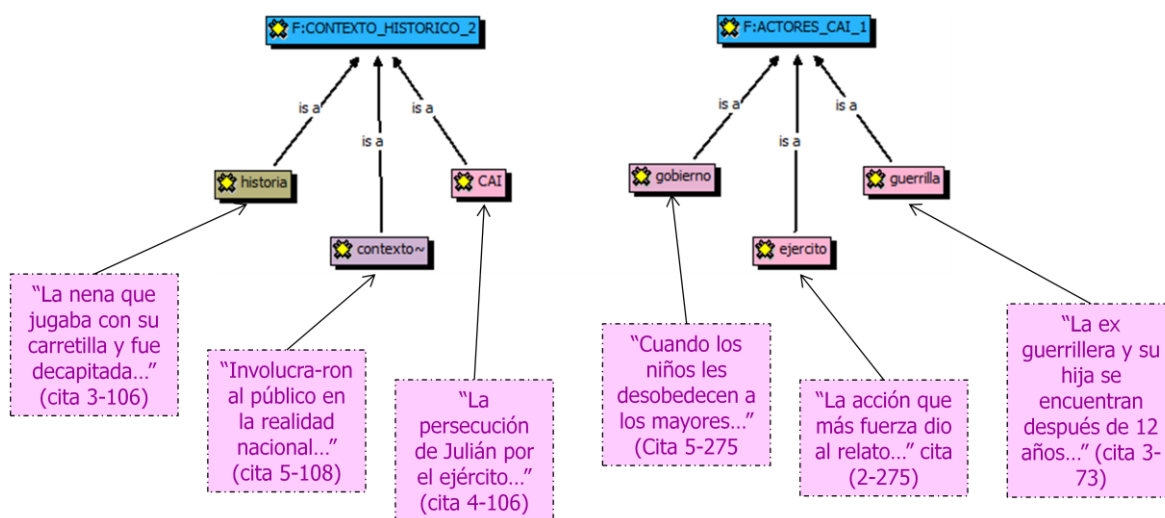 F:CONTEXTO_HISTORICO_2
is a
is a
is a
historia
CAI
contexto~
“La nena que
jugaba con su
carretilla y fue
decapitada...”
(cita 3-106)
“Involucra-ron
al público en
la realidad
nacional...”
(cita 5-108)
“La
persecución
de Julián por
el ejército...”
(cita 4-106)
F:ACTORES_CAI_1
is a
is a
is a
gobierno
guerrilla
ejercito
“Cuando los
niños les
desobedecen a
los mayores...”
(Cita 5-275
“La acción que
más fuerza dio
al relato...” cita
(2-275)
“La ex
guerrillera y su
hija se
encuentran
después de 12
años...” (cita 3-
73)